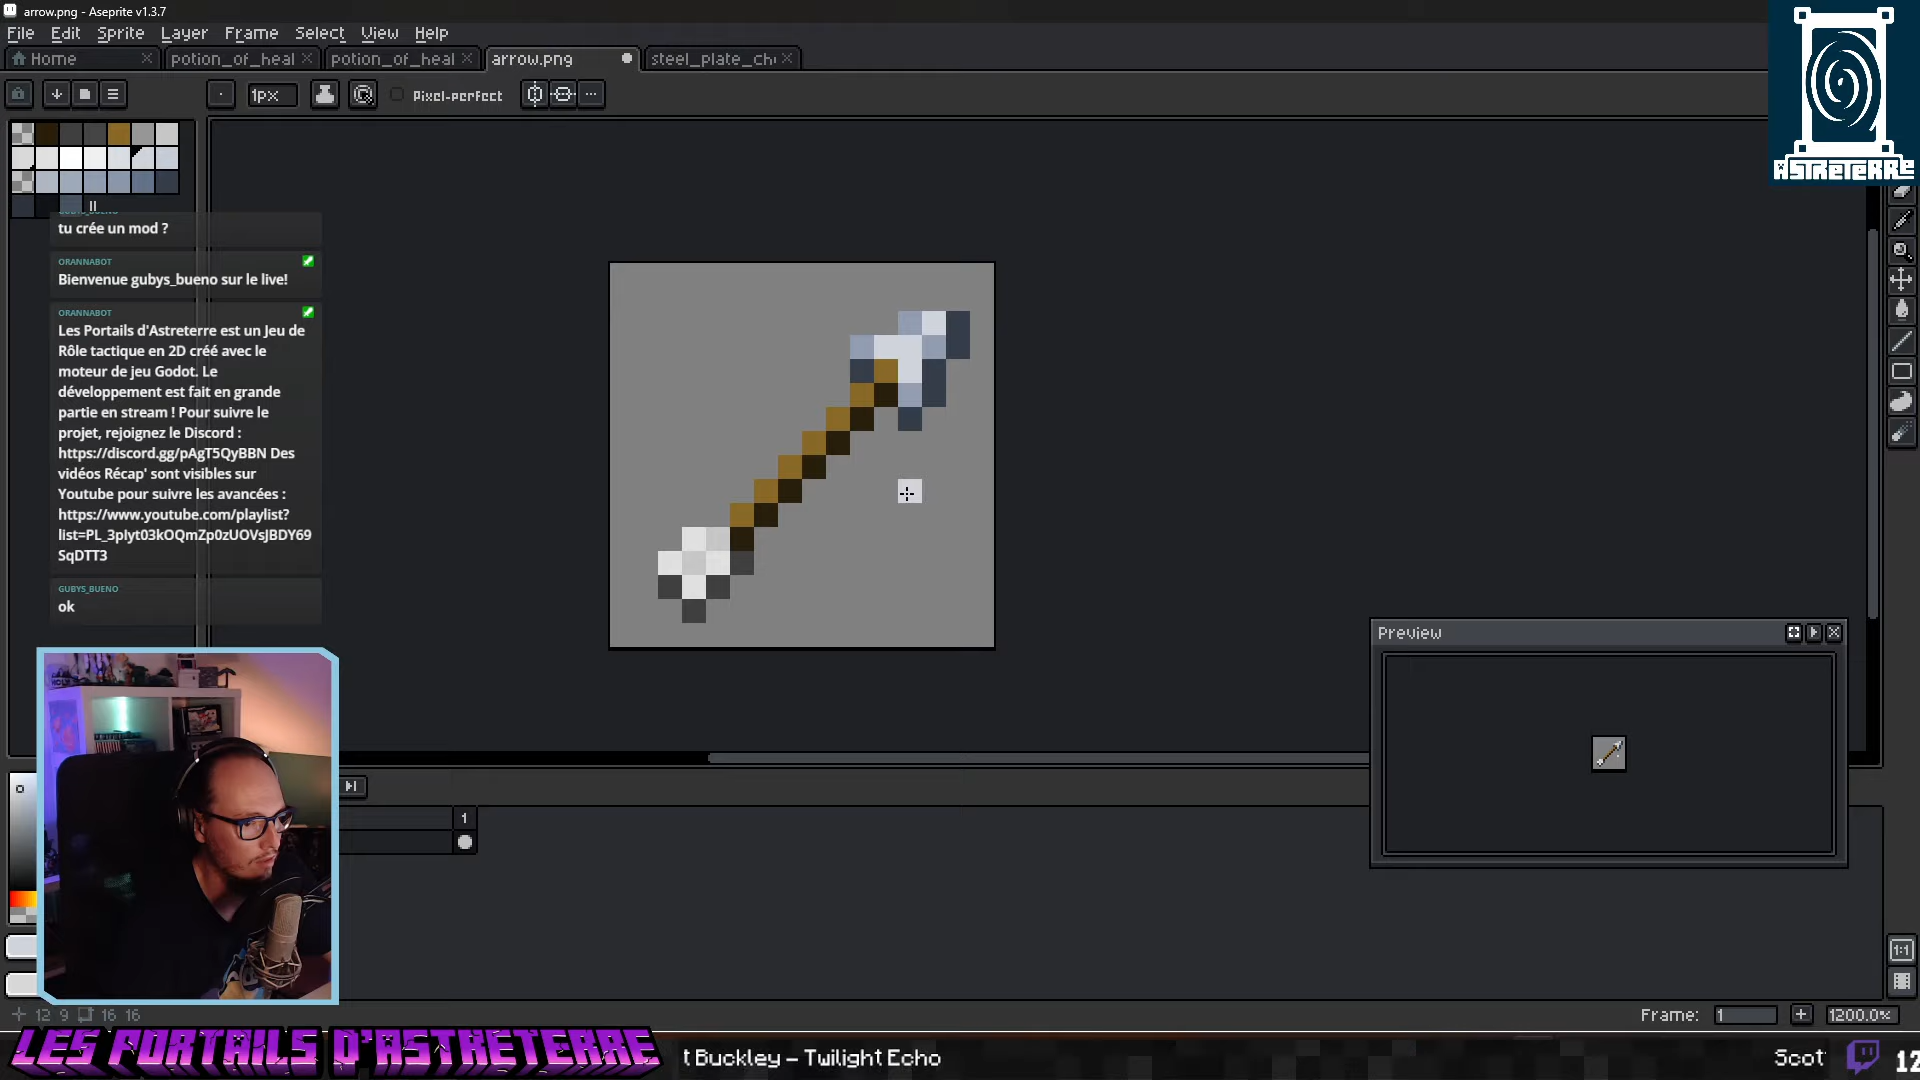 arrow.png - Aseprite v1.3.7
File Edit Sprite Layer Frame Select View Help
Home potion_of_heal potion_of_heal arrow.png steel_plate_ch
1px Pixel-perfect
ASTRETERRE
tu crée un mod ?
ORANNABOT
Bienvenue gubys_bueno sur le live!
ORANNABOT
Les Portails d'Astreterre est un Jeu de
Rôle tactique en 2D créé avec le
moteur de jeu Godot. Le
développement est fait en grande
partie en stream ! Pour suivre le
projet, rejoignez le Discord :
https://discord.gg/pAgT5QyBBN Des
vidéos Récap' sont visibles sur
Youtube pour suivre les avancées :
https://www.youtube.com/playlist?
list=PL_3pIyt03kOQmZp0zUOVsJBDY69
SqDTT3
GUBYS_BUENO
ok
Preview
1
1:1
12 9 16 16
Frame: 1 1200.0%
LES PORTAILS D'ASTRETERRE
t Buckley – Twilight Echo
Scot
12